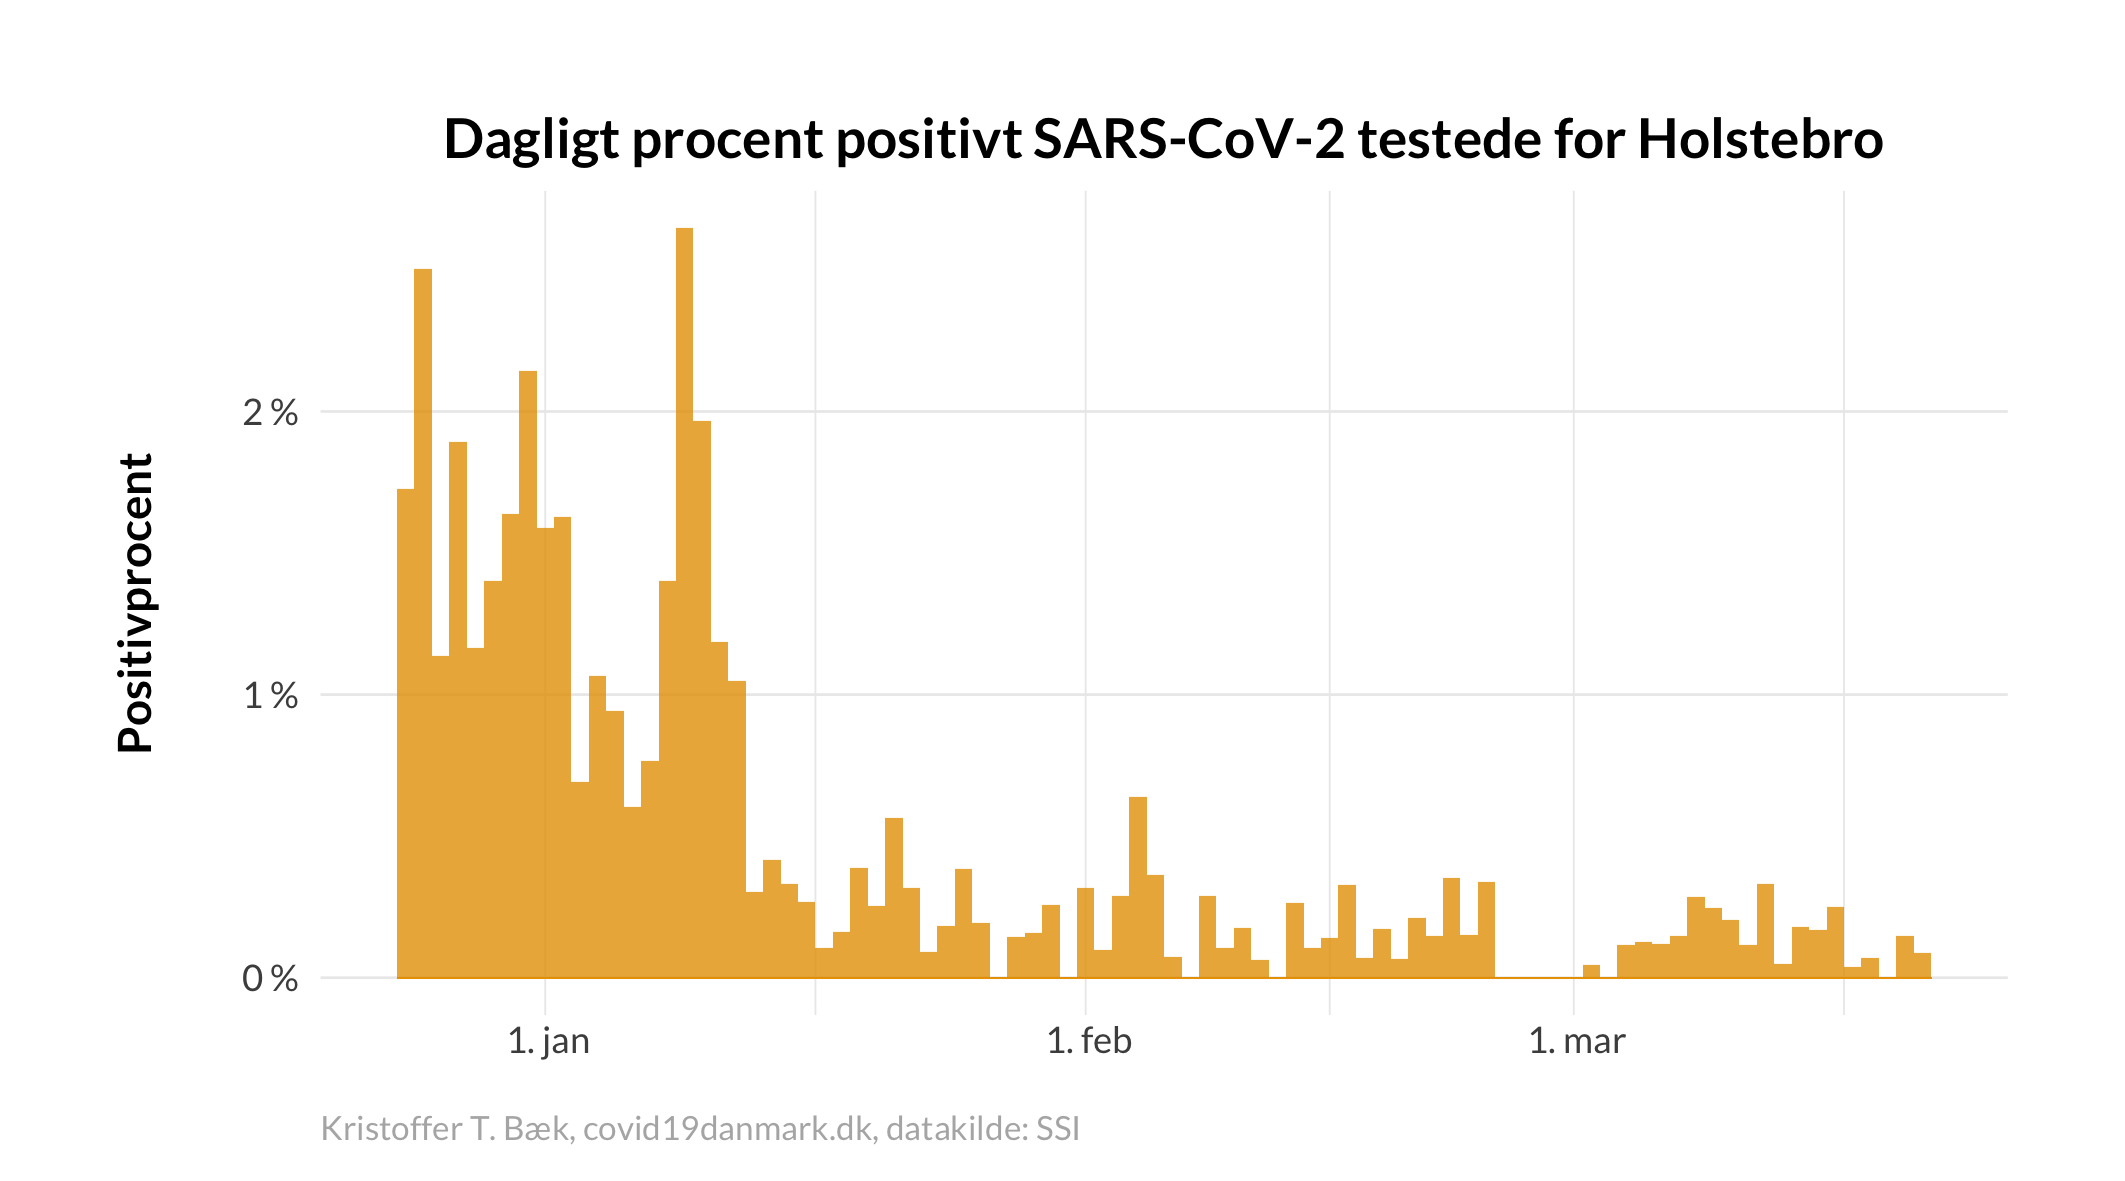 Dagligt procent positivt SARS-CoV-2 testede for Holstebro
Positivprocent
2 %
1 %
0 %
1. jan
1. feb
1. mar
Kristoffer T. Bæk, covid19danmark.dk, datakilde: SSI